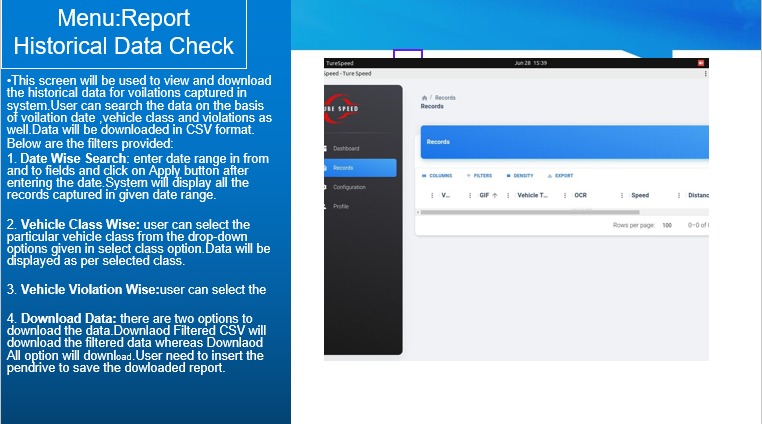 Menu:Report
Historical Data Check
•This screen will be used to view and download
the historical data for voilations captured in
system.User can search the data on the basis
of voilation date ,vehicle class and violations as
well.Data will be downloaded in CSV format.
Below are the filters provided:
1. Date Wise Search: enter date range in from
and to fields and click on Apply button after
entering the date.System will display all the
records captured in given date range.
2. Vehicle Class Wise: user can select the
particular vehicle class from the drop-down
options given in select class option.Data will be
displayed as per selected class.
3. Vehicle Violation Wise:user can select the
4. Download Data: there are two options to
download the data.Downlaod Filtered CSV will
download the filtered data whereas Downlaod
All option will download.User need to insert the
pendrive to save the dowloaded report.
TureSpeed Jun 28 15:39
Speed - Ture Speed
TURE SPEED
Dashboard
Records
Configuration
Profile
/ Records
Records
Records
COLUMNS FILTERS DENSITY EXPORT
V... GIF Vehicle T... OCR Speed Distanc
Rows per page: 100 0–0 of